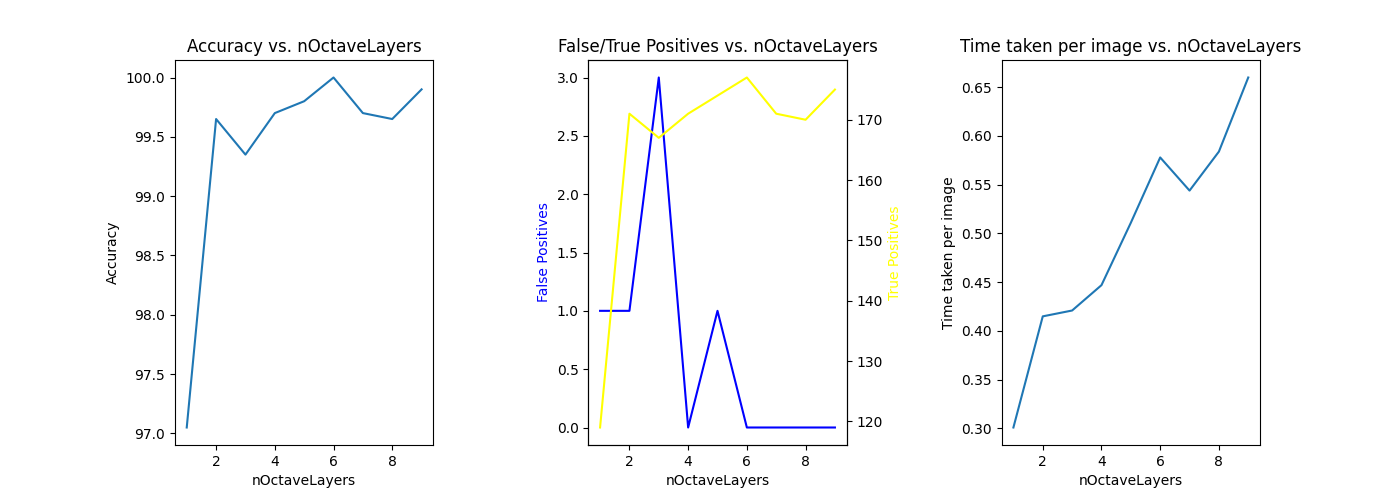 Accuracy vs. nOctaveLayers
100.0
99.5
99.0
98.5
98.0
97.5
97.0
Accuracy
2 4 6 8
nOctaveLayers
False/True Positives vs. nOctaveLayers
3.0
2.5
2.0
1.5
1.0
0.5
0.0
False Positives
170
160
150
140
130
120
True Positives
2 4 6 8
nOctaveLayers
Time taken per image vs. nOctaveLayers
0.65
0.60
0.55
0.50
0.45
0.40
0.35
0.30
Time taken per image
2 4 6 8
nOctaveLayers